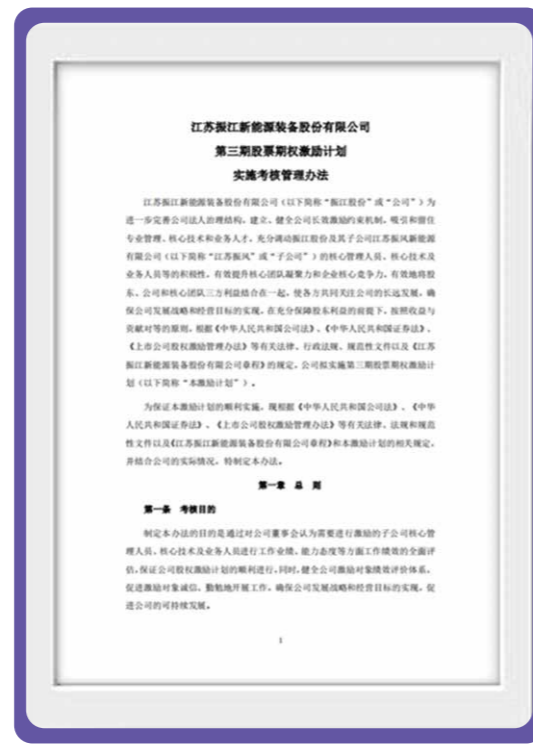 江苏振江新能源装备股份有限公司
第三期股票期权激励计划
实施考核管理办法
江苏振江新能源装备股份有限公司（以下简称“振江股份”或“公司”）为
进一步完善公司法人治理结构，建立、健全公司长效激励约束机制，吸引和留住
专业管理、核心技术和业务人才，充分调动振江股份及其子公司江苏振风新能源
有限公司（以下简称“江苏振风”或“子公司”）的核心管理人员、核心技术及
业务人员等的积极性，有效提升核心团队凝聚力和企业核心竞争力，有效地将股
东、公司和核心团队三方利益结合在一起，使各方共同关注公司的长远发展，确
保公司发展战略和经营目标的实现，在充分保障股东利益的前提下，按照收益与
贡献对等的原则，根据《中华人民共和国公司法》、《中华人民共和国证券法》、
《上市公司股权激励管理办法》等有关法律、行政法规、规范性文件以及《江苏
振江新能源装备股份有限公司章程》的规定，公司拟实施第三期股票期权激励计
划（以下简称“本激励计划”）。
为保证本激励计划的顺利实施，现根据《中华人民共和国公司法》、《中华
人民共和国证券法》、《上市公司股权激励管理办法》等有关法律、法规和规范
性文件以及《江苏振江新能源装备股份有限公司章程》和本激励计划的相关规定，
并结合公司的实际情况，特制定本办法。
第一章 总 则
第一条 考核目的
制定本办法的目的是通过对公司董事会认为需要进行激励的子公司核心管
理人员、核心技术及业务人员进行工作业绩、能力态度等方面工作绩效的全面评
估，保证公司股权激励计划的顺利进行，同时，健全公司激励对象绩效评价体系，
促进激励对象诚信、勤勉地开展工作，确保公司发展战略和经营目标的实现，促
进公司的可持续发展。
1